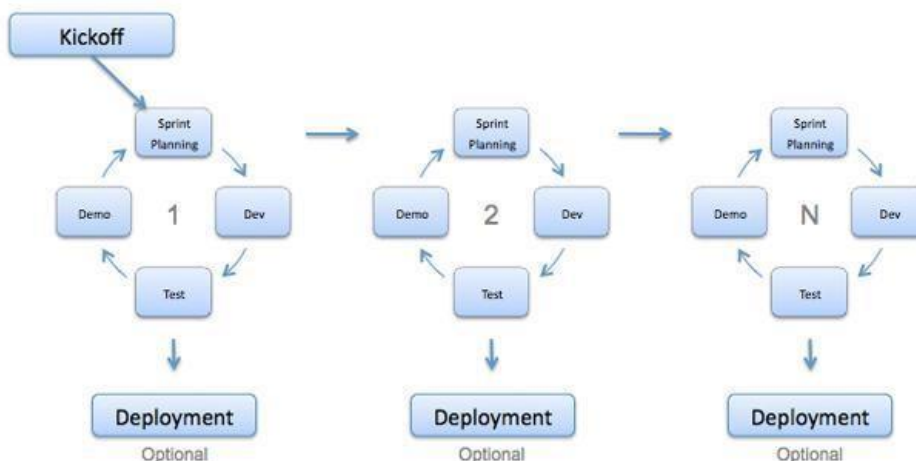 Kickoff
Sprint
Planning
Demo
1
Dev
Test
Deployment
Optional
Sprint
Planning
Demo
2
Dev
Test
Deployment
Optional
Sprint
Planning
Demo
N
Dev
Test
Deployment
Optional